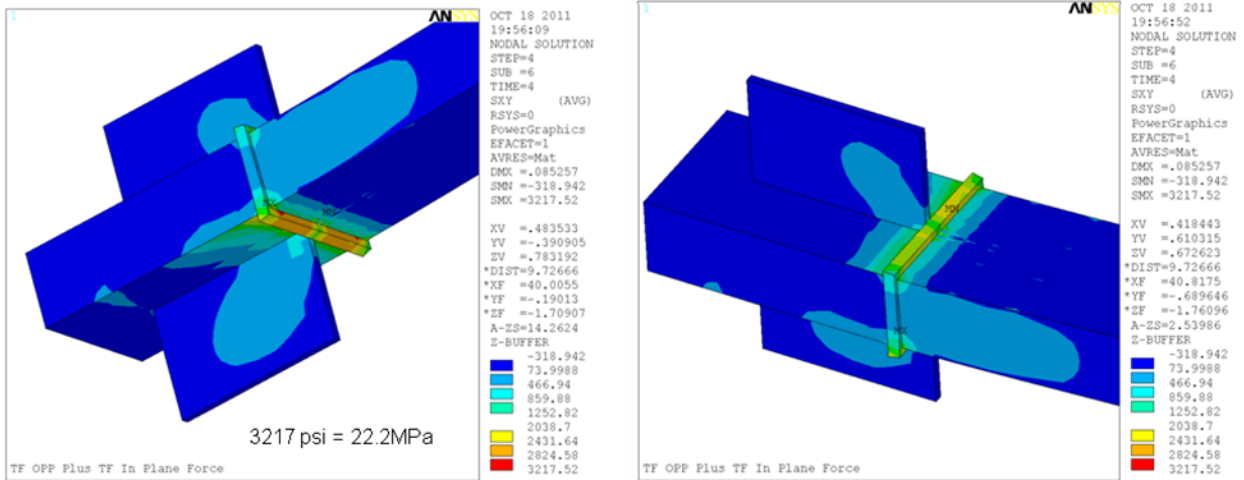 1
ANSYS
OCT 18 2011
19:56:09
NODAL SOLUTION
STEP=4
SUB =6
TIME=4
SXY (AVG)
RSYS=0
PowerGraphics
EFACET=1
AVRES=Mat
DMX =.085257
SMN =-318.942
SMX =3217.52
XV =.483533
YV =-.390905
ZV =.783192
*DIST=9.72666
*XF =40.0055
*YF =-.19013
*ZF =-1.70907
A-ZS=14.2624
Z-BUFFER
-318.942
73.9988
466.94
859.88
1252.82
2038.7
2431.64
2824.58
3217.52
MX
MN
3217 psi = 22.2MPa
TF OPP Plus TF In Plane Force
1
ANSYS
OCT 18 2011
19:56:52
NODAL SOLUTION
STEP=4
SUB =6
TIME=4
SXY (AVG)
RSYS=0
PowerGraphics
EFACET=1
AVRES=Mat
DMX =.085257
SMN =-318.942
SMX =3217.52
XV =.418443
YV =.610315
ZV =.672623
*DIST=9.72666
*XF =40.8175
*YF =-.689646
*ZF =-1.76096
A-ZS=2.53986
Z-BUFFER
-318.942
73.9988
466.94
859.88
1252.82
2038.7
2431.64
2824.58
3217.52
MN
MX
TF OPP Plus TF In Plane Force